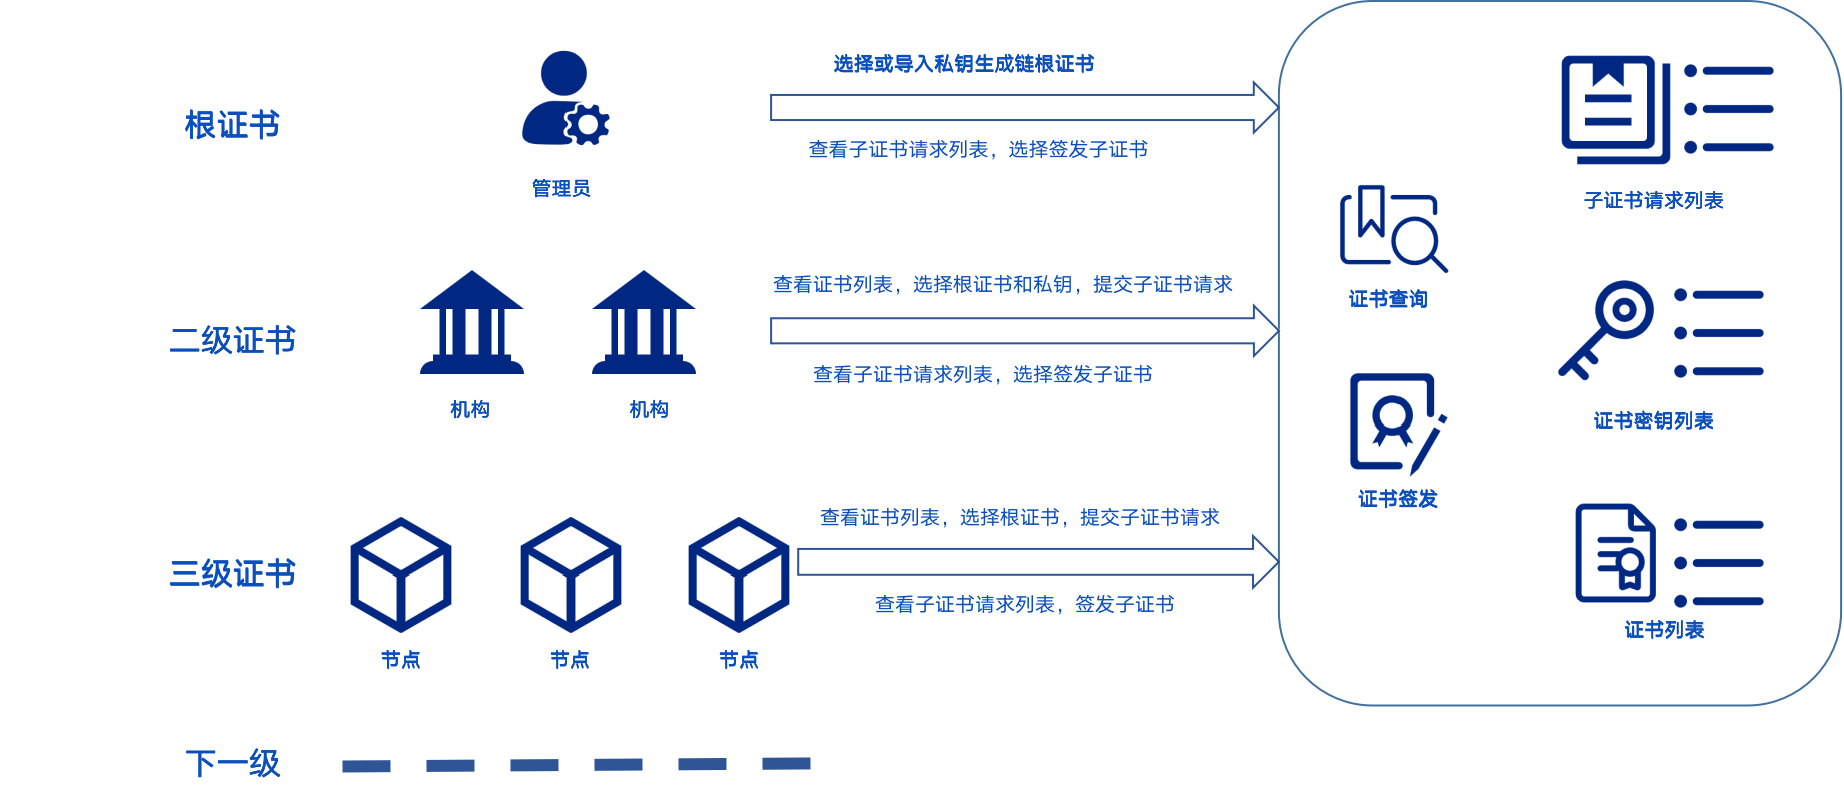 根证书
管理员
选择或导入私钥生成链根证书
查看子证书请求列表，选择签发子证书
二级证书
机构
机构
查看证书列表，选择根证书和私钥，提交子证书请求
查看子证书请求列表，选择签发子证书
三级证书
节点
节点
节点
查看证书列表，选择根证书，提交子证书请求
查看子证书请求列表，签发子证书
下一级
证书查询
证书签发
子证书请求列表
证书密钥列表
证书列表